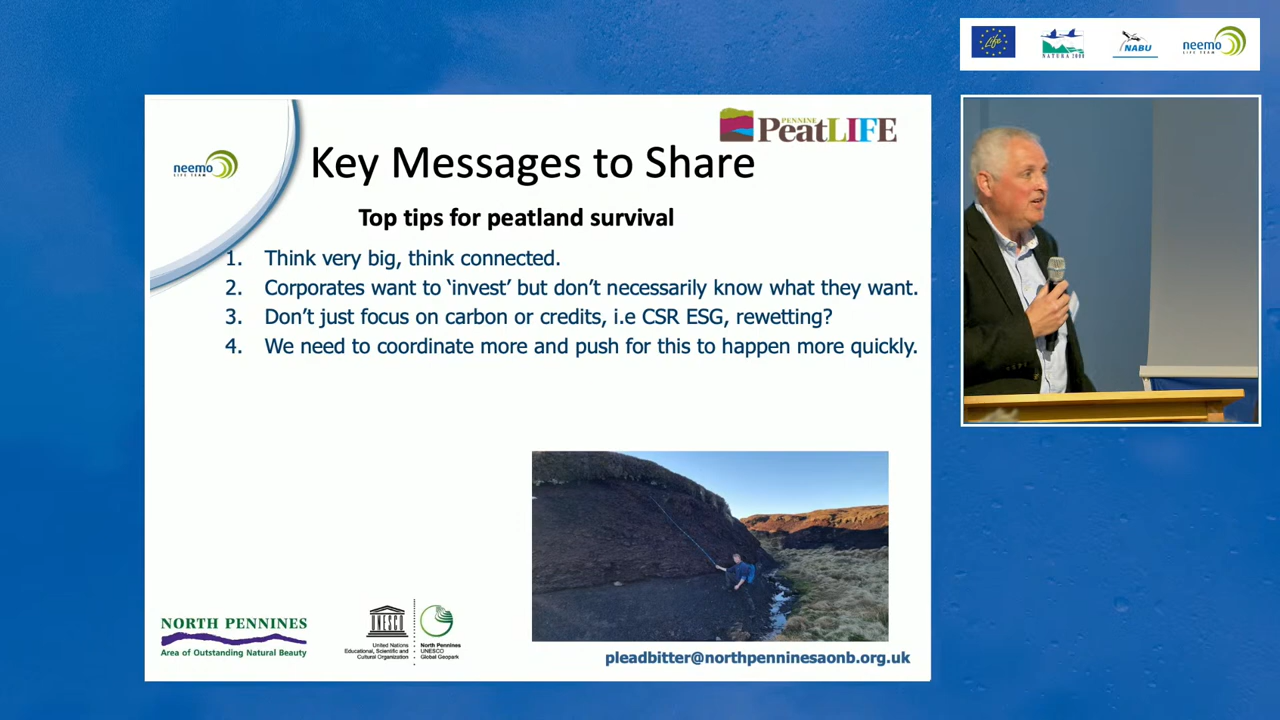 Life
NATURA 2000
NABU
neemo
LIFE TEAM
PENNINE
PeatLIFE
neemo
LIFE TEAM
Key Messages to Share
Top tips for peatland survival
1. Think very big, think connected.
2. Corporates want to ‘invest’ but don’t necessarily know what they want.
3. Don’t just focus on carbon or credits, i.e CSR ESG, rewetting?
4. We need to coordinate more and push for this to happen more quickly.
NORTH PENNINES
Area of Outstanding Natural Beauty
UNESCO
United Nations
Educational, Scientific and
Cultural Organization
North Pennines
UNESCO
Global Geopark
pleadbitter@northpenninesaonb.org.uk